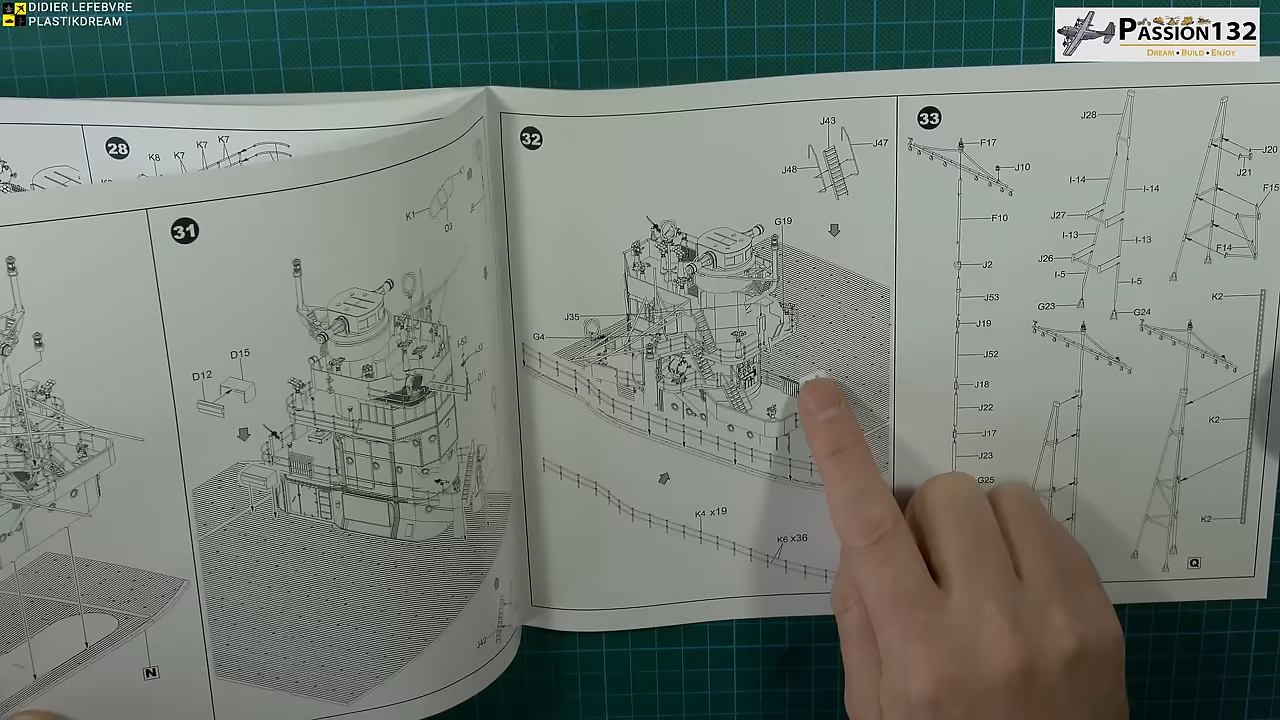 DIDIER LEFEBVRE
PLASTIKDREAM
PASSION132
DREAM • BUILD • ENJOY
28
K8
K7
K7
K7
31
K1
D3
D15
D12
J42
N
32
J43
J47
J48
G19
J35
G4
K4 x19
K6 x36
33
F17
J10
F10
J2
J53
J19
J52
J18
J22
J17
J23
G25
J28
I-14
I-14
J27
I-13
I-13
J26
I-5
I-5
G23
G24
J20
J21
F15
F14
K2
K2
K2
Q